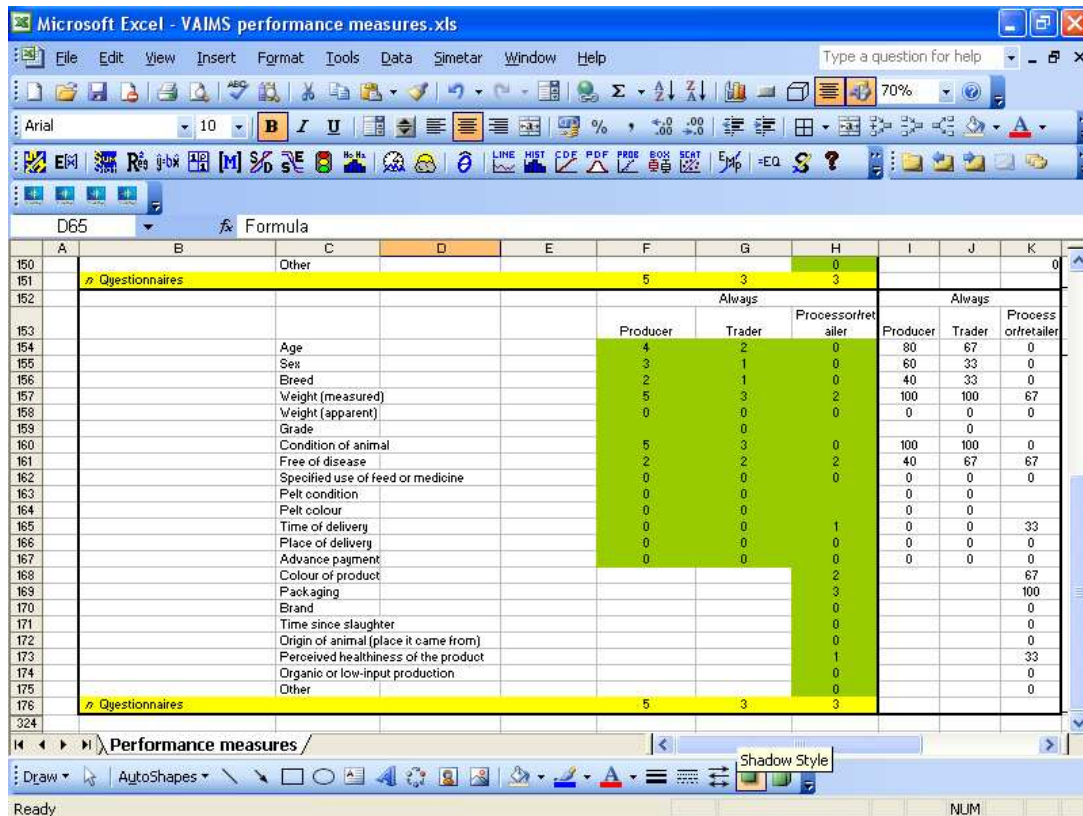 Microsoft Excel - VAIMS performance measures.xls
File Edit View Insert Format Tools Data Simetar Window Help Type a question for help
70%
Arial 10 B I U % , A
LINE HIST CDF PDF PROB BOX SCAT =EQ ?
D65 fx Formula
A B C D E F G H I J K
150 Other 0 0
151 n Questionnaires 5 3 3
152 Always Always
153 Producer Trader Processor/retailer Producer Trader Processor/retailer
154 Age 4 2 0 80 67 0
155 Sex 3 1 0 60 33 0
156 Breed 2 1 0 40 33 0
157 Weight (measured) 5 3 2 100 100 67
158 Weight (apparent) 0 0 0 0 0 0
159 Grade 0 0
160 Condition of animal 5 3 0 100 100 0
161 Free of disease 2 2 2 40 67 67
162 Specified use of feed or medicine 0 0 0 0 0 0
163 Pelt condition 0 0 0 0
164 Pelt colour 0 0 0 0
165 Time of delivery 0 0 1 0 0 33
166 Place of delivery 0 0 0 0 0 0
167 Advance payment 0 0 0 0 0 0
168 Colour of product 2 67
169 Packaging 3 100
170 Brand 0 0
171 Time since slaughter 0 0
172 Origin of animal (place it came from) 0 0
173 Perceived healthiness of the product 1 33
174 Organic or low-input production 0 0
175 Other 0 0
176 n Questionnaires 5 3 3
324
Performance measures
Shadow Style
Draw AutoShapes A
Ready NUM